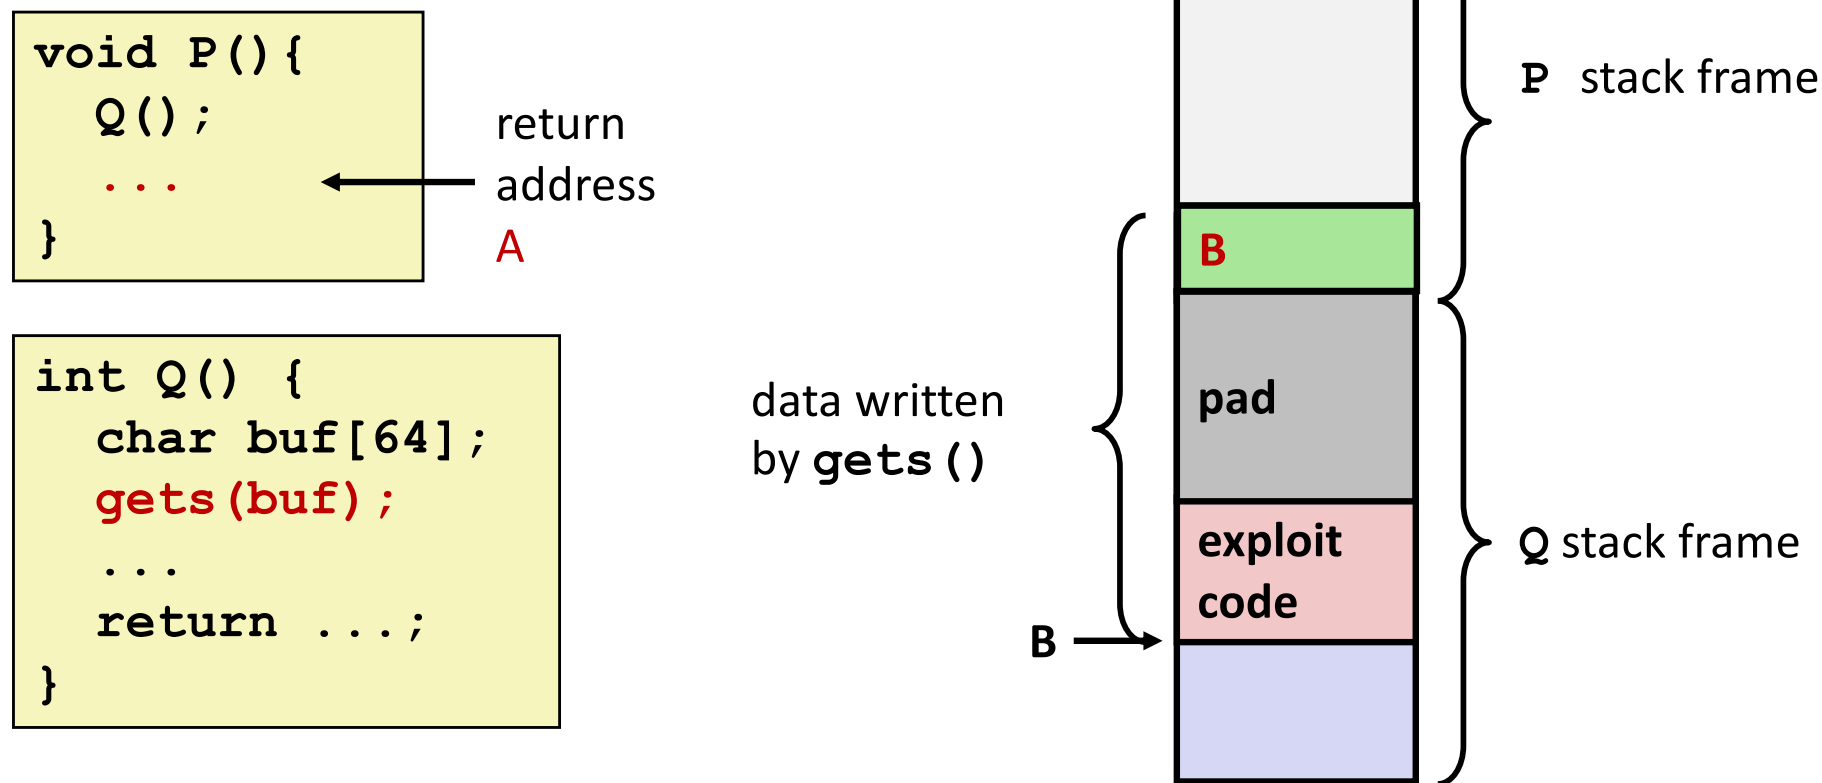 void P(){
  Q();
  ...
}
return
address
A
int Q() {
  char buf[64];
  gets(buf);
  ...
  return ...;
}
data written
by gets()
B
B
pad
exploit
code
P stack frame
Q stack frame